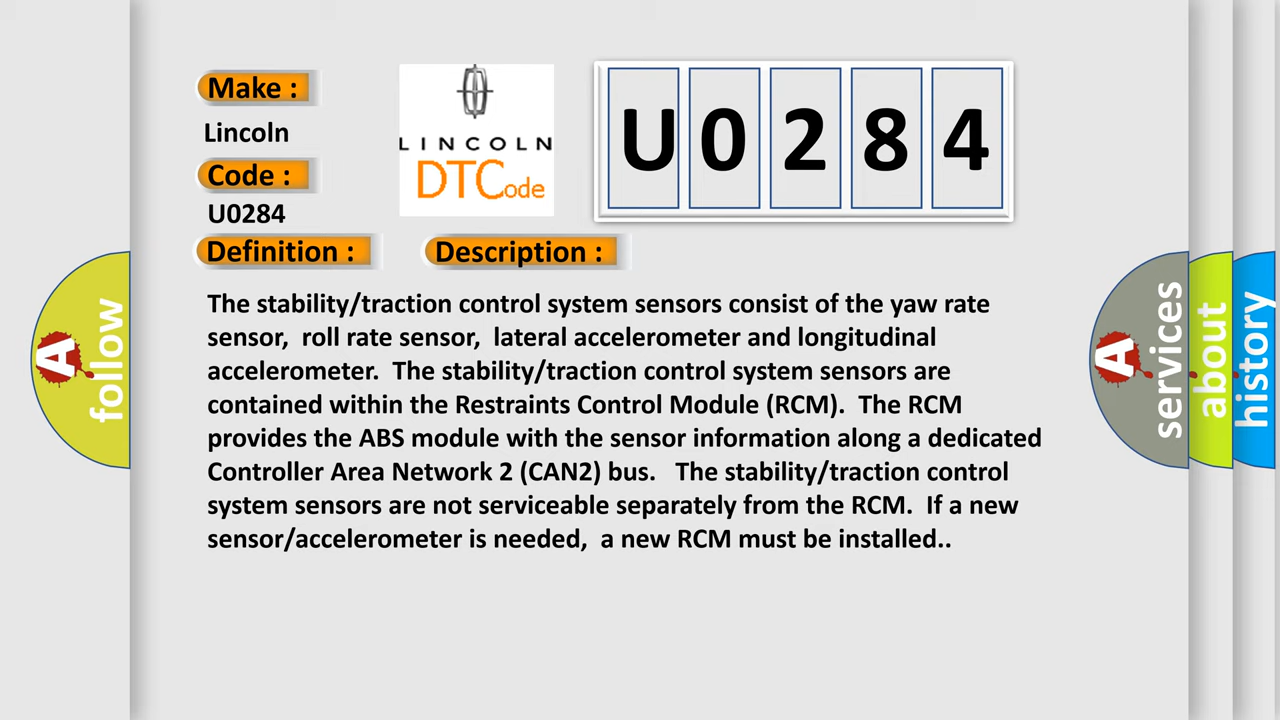 Make :
Lincoln
Code :
U0284
LINCOLN
DTCode
U0284
Definition :
Description :
The stability/traction control system sensors consist of the yaw rate
sensor,  roll rate sensor,  lateral accelerometer and longitudinal
accelerometer.  The stability/traction control system sensors are
contained within the Restraints Control Module (RCM).  The RCM
provides the ABS module with the sensor information along a dedicated
Controller Area Network 2 (CAN2) bus.   The stability/traction control
system sensors are not serviceable separately from the RCM.  If a new
sensor/accelerometer is needed,  a new RCM must be installed..
A
follow
A
services
about
history